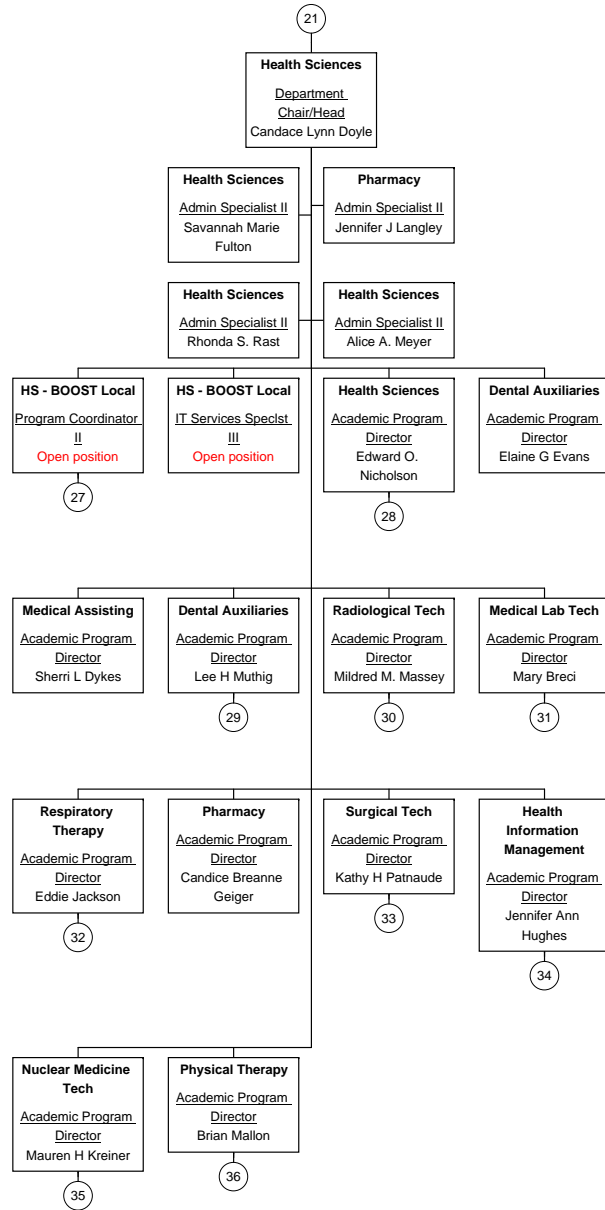 21
Health Sciences
Department
Chair/Head
Candace Lynn Doyle
Health Sciences
Admin Specialist II
Savannah Marie
Fulton
Pharmacy
Admin Specialist II
Jennifer J Langley
Health Sciences
Admin Specialist II
Rhonda S. Rast
Health Sciences
Admin Specialist II
Alice A. Meyer
HS - BOOST Local
Program Coordinator
II
Open position
27
HS - BOOST Local
IT Services Speclst
III
Open position
Health Sciences
Academic Program
Director
Edward O.
Nicholson
28
Dental Auxiliaries
Academic Program
Director
Elaine G Evans
Medical Assisting
Academic Program
Director
Sherri L Dykes
Dental Auxiliaries
Academic Program
Director
Lee H Muthig
29
Radiological Tech
Academic Program
Director
Mildred M. Massey
30
Medical Lab Tech
Academic Program
Director
Mary Breci
31
Respiratory
Therapy
Academic Program
Director
Eddie Jackson
32
Pharmacy
Academic Program
Director
Candice Breanne
Geiger
Surgical Tech
Academic Program
Director
Kathy H Patnaude
33
Health
Information
Management
Academic Program
Director
Jennifer Ann
Hughes
34
Nuclear Medicine
Tech
Academic Program
Director
Mauren H Kreiner
35
Physical Therapy
Academic Program
Director
Brian Mallon
36